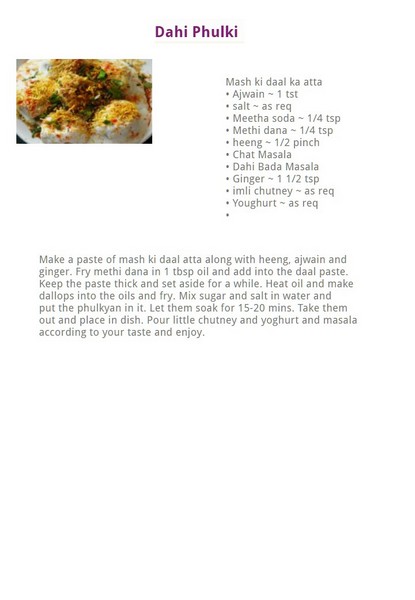 Dahi Phulki
Mash ki daal ka atta
• Ajwain ~ 1 tst
• salt ~ as req
• Meetha soda ~ 1/4 tsp
• Methi dana ~ 1/4 tsp
• heeng ~ 1/2 pinch
• Chat Masala
• Dahi Bada Masala
• Ginger ~ 1 1/2 tsp
• imli chutney ~ as req
• Youghurt ~ as req
•
Make a paste of mash ki daal atta along with heeng, ajwain and
ginger. Fry methi dana in 1 tbsp oil and add into the daal paste.
Keep the paste thick and set aside for a while. Heat oil and make
dallops into the oils and fry. Mix sugar and salt in water and
put the phulkyan in it. Let them soak for 15-20 mins. Take them
out and place in dish. Pour little chutney and yoghurt and masala
according to your taste and enjoy.